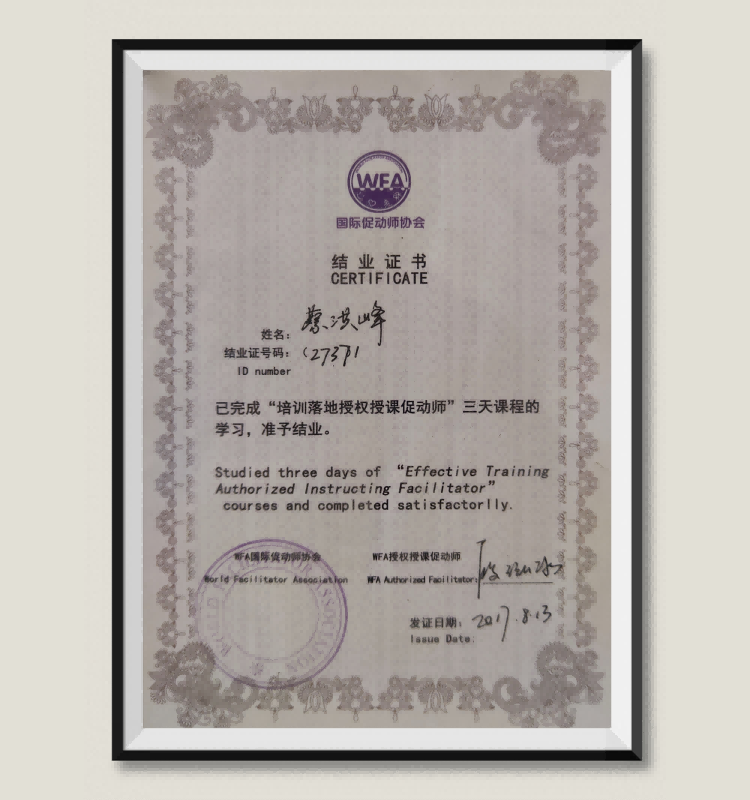 WFA
国际促动师协会
结业证书
CERTIFICATE
姓名：蔡洪峰
结业证号码：
ID number
已完成“培训落地授权授课促动师”三天课程的
学习，准予结业。
Studied three days of “Effective Training
Authorized Instructing Facilitator”
courses and completed satisfactorlly.
WFA国际促动师协会
World Facilitator Association
WFA授权授课促动师
WFA Authorized Facilitator:
发证日期：2017.8.13
Issue Date: